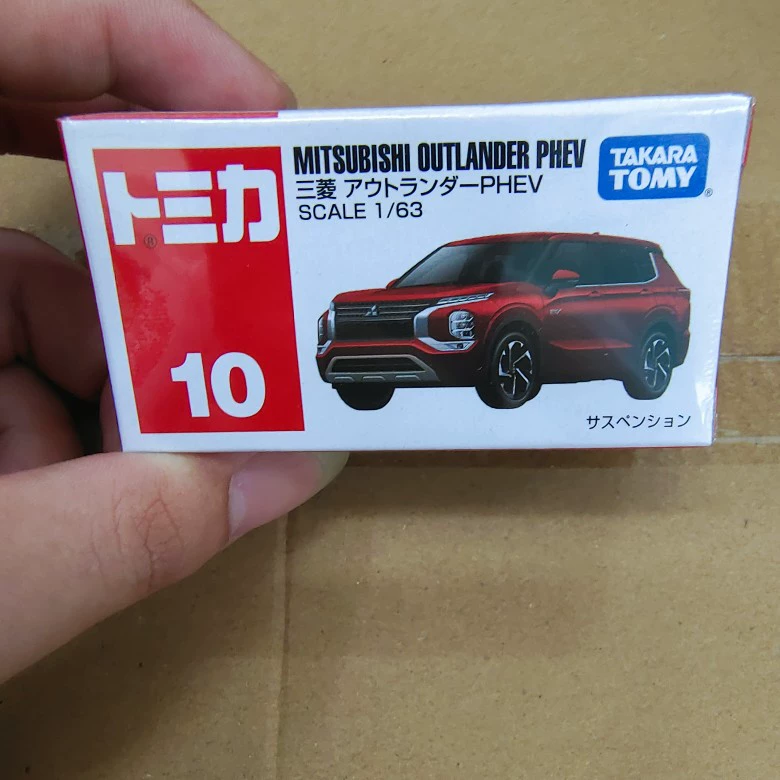 トミカ
®
10
MITSUBISHI OUTLANDER PHEV
三菱 アウトランダーPHEV
SCALE 1/63
TAKARA
TOMY
®
サスペンション